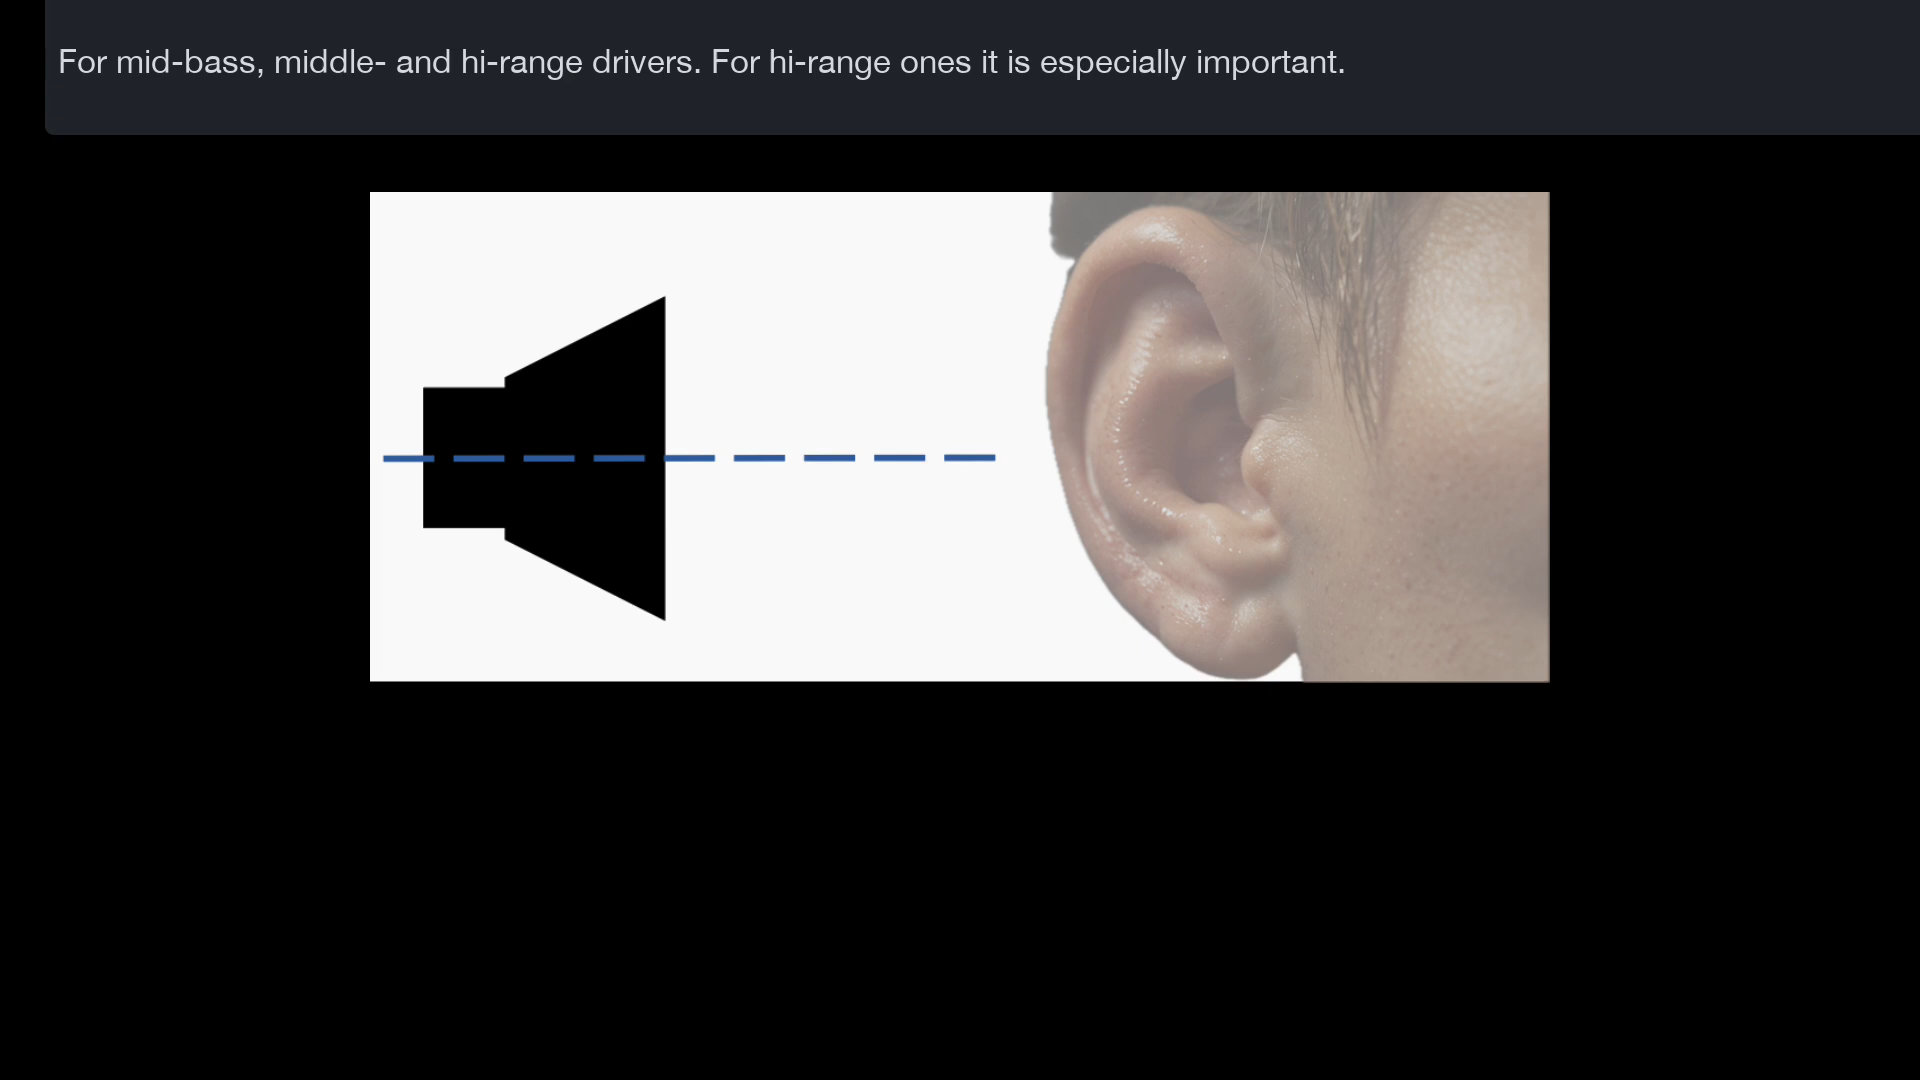 For mid-bass, middle- and hi-range drivers. For hi-range ones it is especially important.